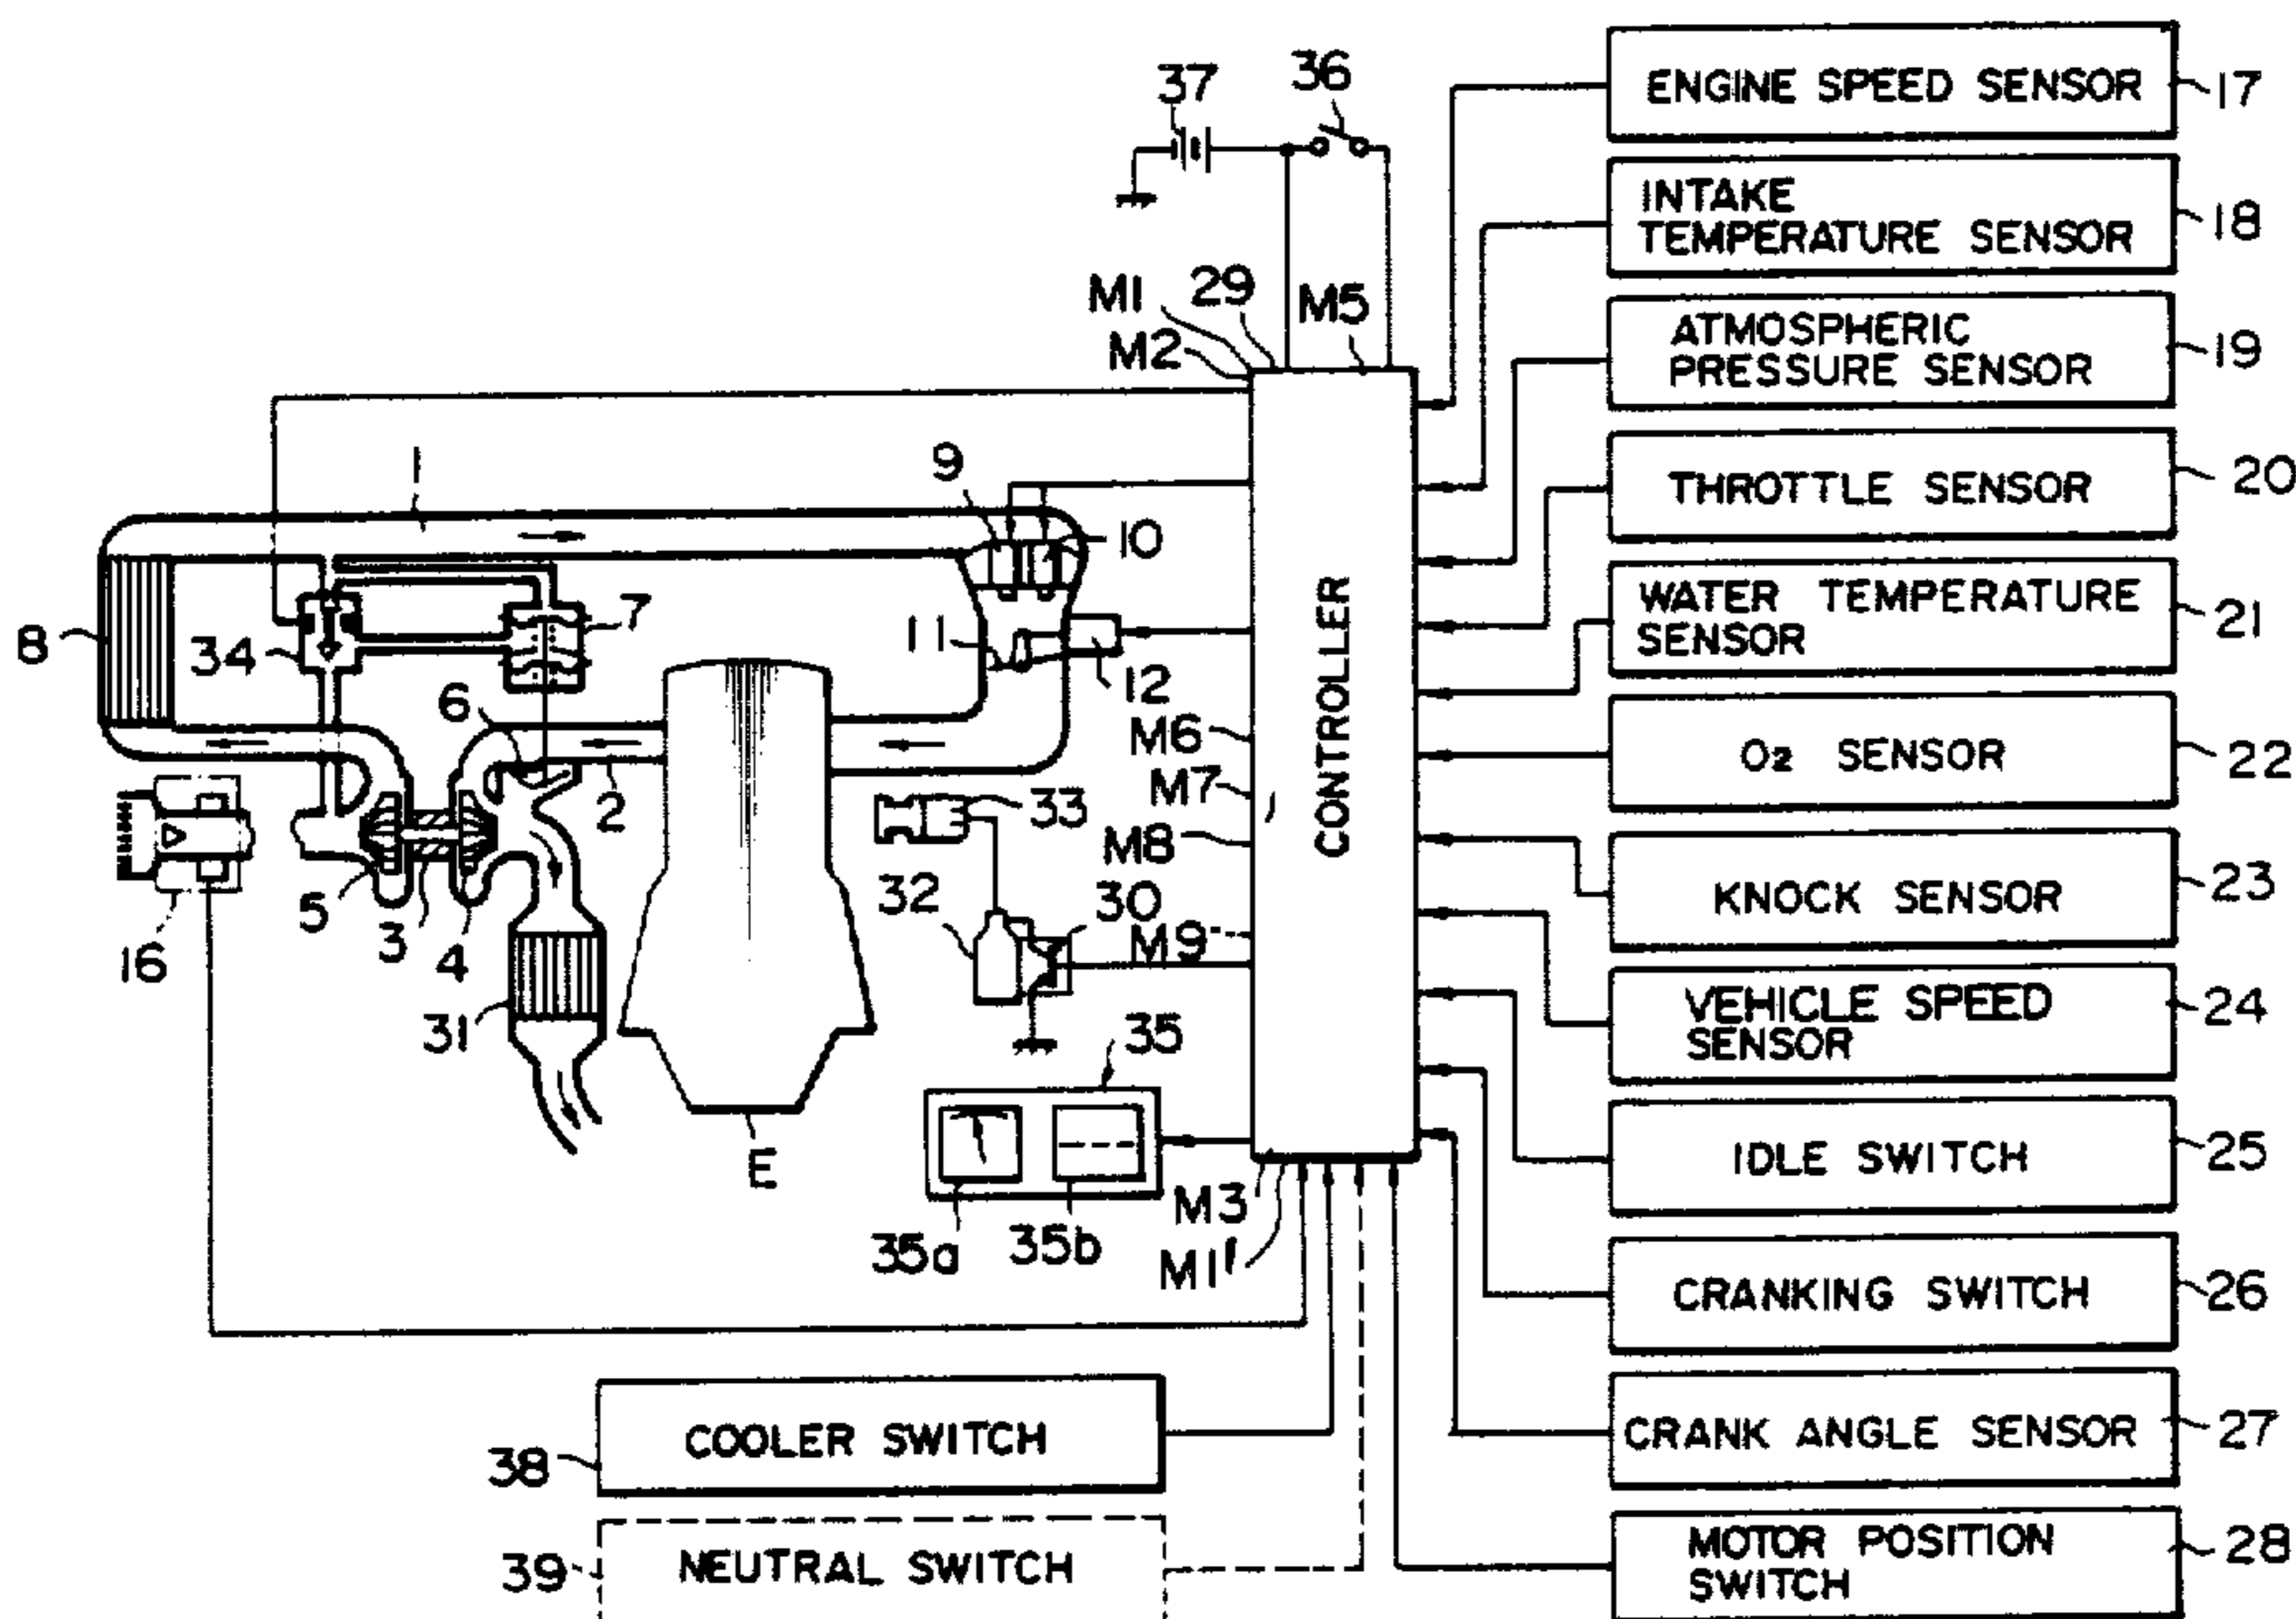 37
36
ENGINE SPEED SENSOR
17
INTAKE
TEMPERATURE SENSOR
18
M1
29
M5
M2
ATMOSPHERIC
PRESSURE SENSOR
19
1
9
10
THROTTLE SENSOR
20
8
34
7
11
12
WATER TEMPERATURE
SENSOR
21
6
2
CONTROLLER
M6
M7
M8
M9
O2 SENSOR
22
33
16
5
3
4
32
30
KNOCK SENSOR
23
31
E
35
VEHICLE SPEED
SENSOR
24
35a
35b
M3
M1'
IDLE SWITCH
25
CRANKING SWITCH
26
38
COOLER SWITCH
CRANK ANGLE SENSOR
27
39
NEUTRAL SWITCH
MOTOR POSITION
SWITCH
28